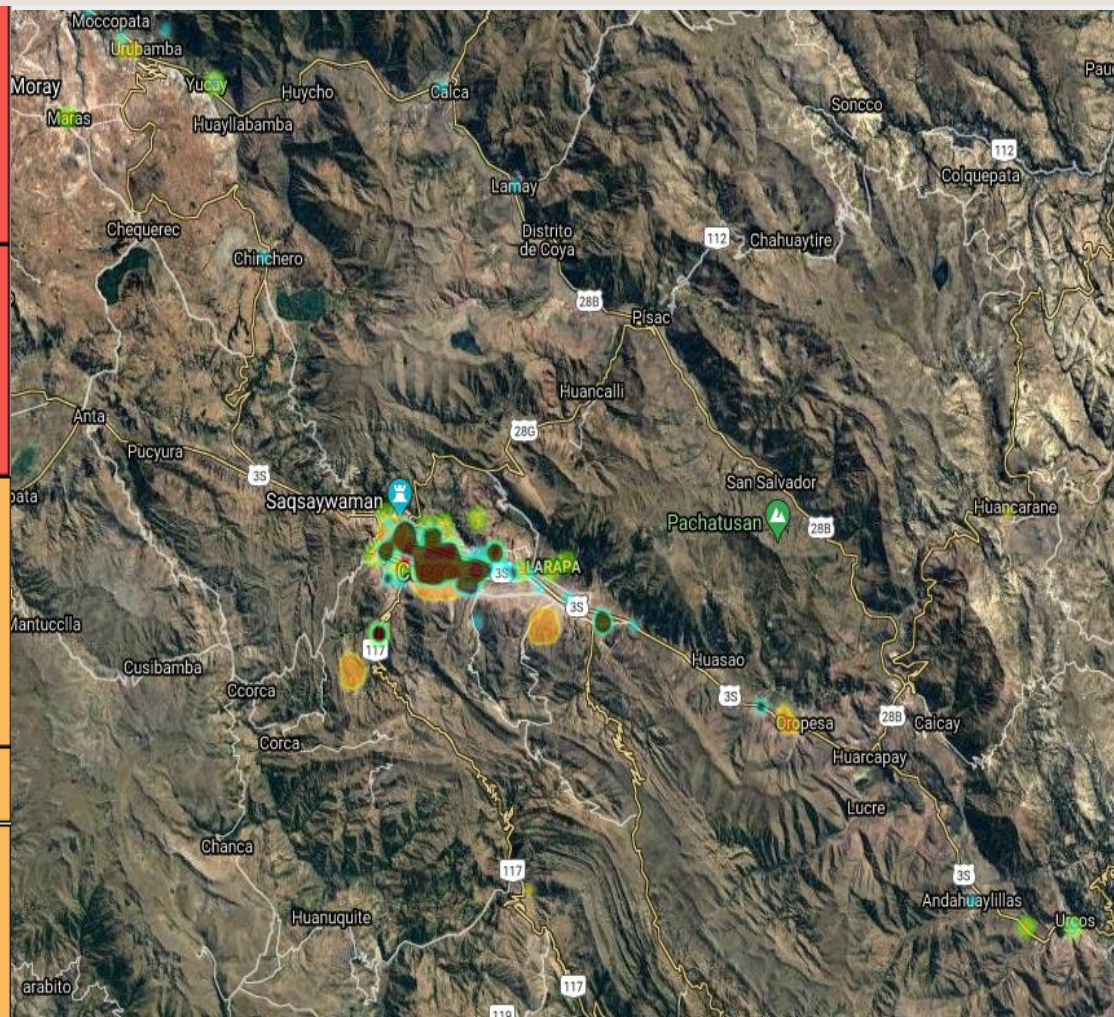 Moccopata
Urubamba
Moray
Yucay
Huycho
Calca
Maras
Huayllabamba
Soncco
112
Colquepata
Lamay
Chequerec
Distrito
de Coya
112
Chahuaytire
Chinchero
28B
Písac
Huancalli
Anta
28G
Pucyura
3S
San Salvador
Saqsaywaman
Huancarane
Pachatusan
28B
3S
LARAPA
3S
117
Huasao
Cusibamba
Ccorca
3S
Oropesa
28B
Caicay
Corca
Huarcapay
Lucre
Chanca
117
3S
Andahuaylillas
Huanuquite
Urcos
arabito
117
119